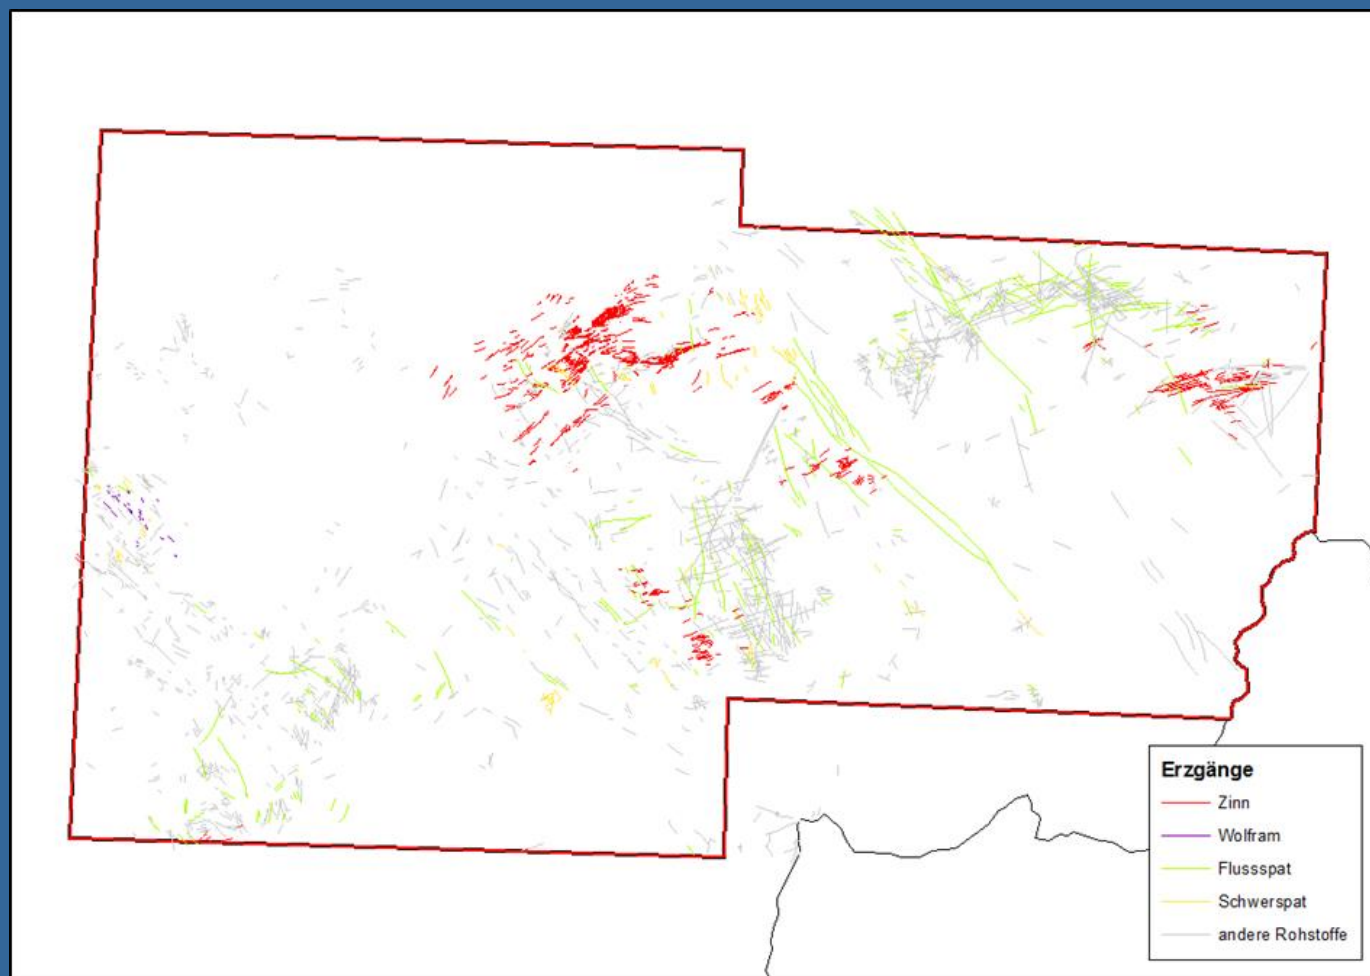 Erzgänge
Zinn
Wolfram
Flussspat
Schwerspat
andere Rohstoffe